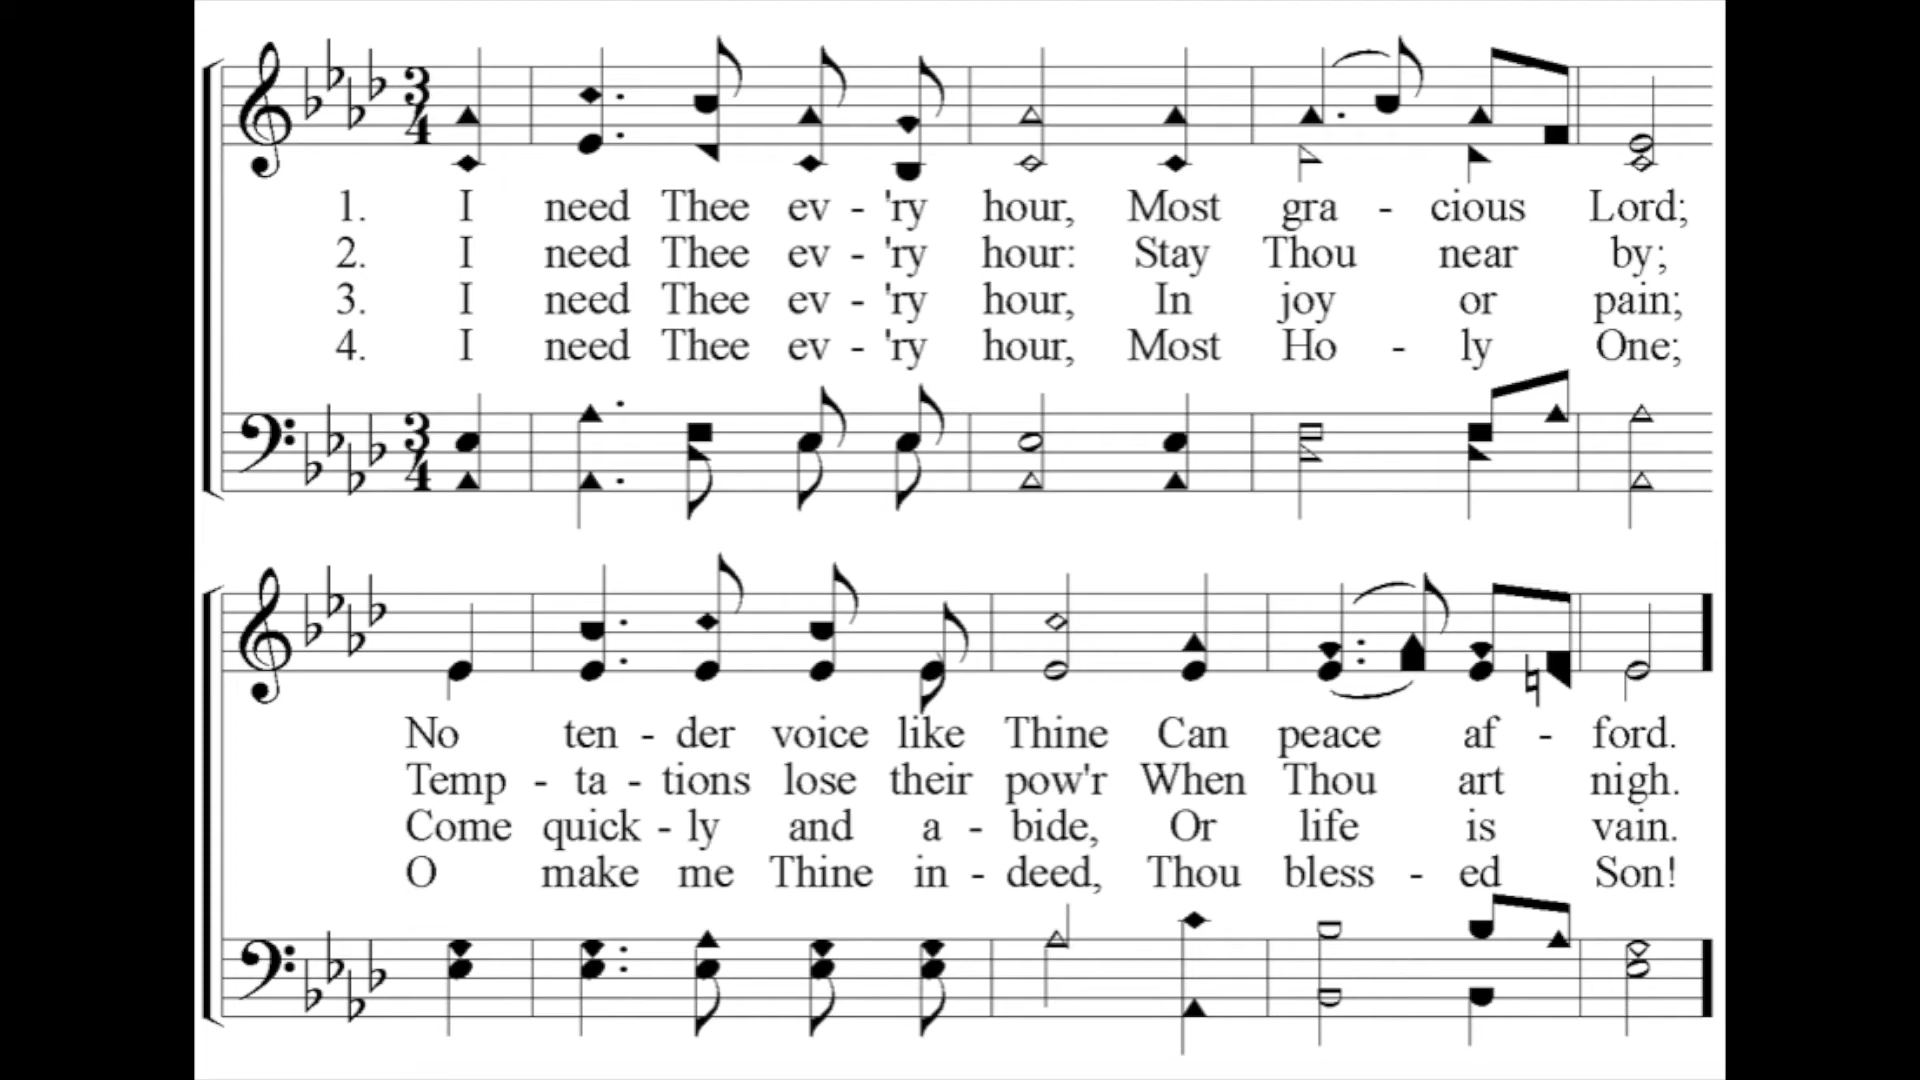 3 4
1. I need Thee ev - 'ry hour, Most gra - cious Lord;
2. I need Thee ev - 'ry hour: Stay Thou near by;
3. I need Thee ev - 'ry hour, In joy or pain;
4. I need Thee ev - 'ry hour, Most Ho - ly One;
3 4
No ten - der voice like Thine Can peace af - ford.
Temp - ta - tions lose their pow'r When Thou art nigh.
Come quick - ly and a - bide, Or life is vain.
O make me Thine in - deed, Thou bless - ed Son!